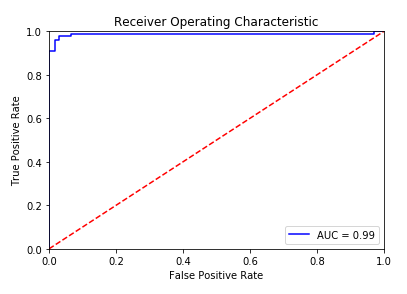 Receiver Operating Characteristic
True Positive Rate
1.0
0.8
0.6
0.4
0.2
0.0
AUC = 0.99
0.0 0.2 0.4 0.6 0.8 1.0
False Positive Rate